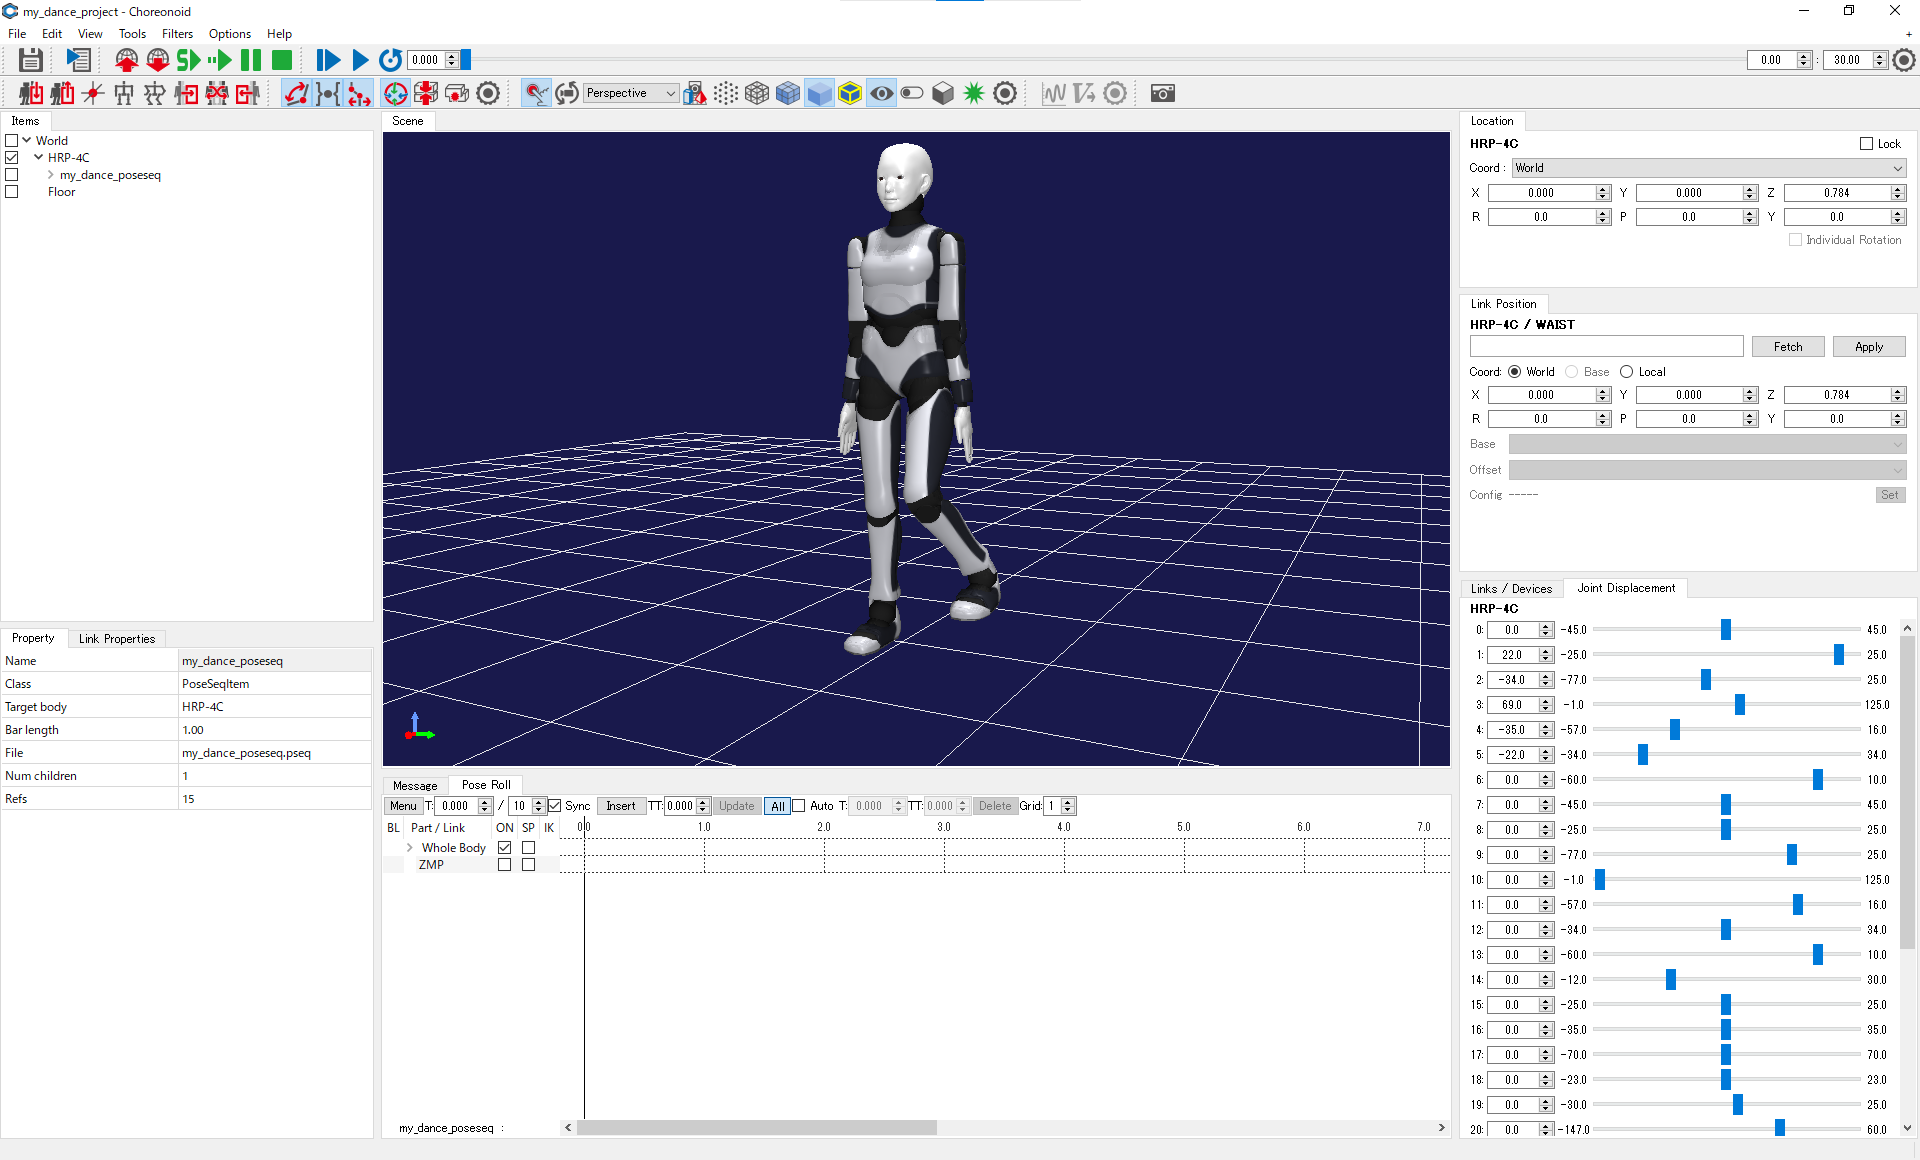 my_dance_project - Choreonoid
File Edit View Tools Filters Options Help
0.000 0.00 : 30.00
Perspective
Items
World
HRP-4C
my_dance_poseseq
Floor
Property Link Properties
Name my_dance_poseseq
Class PoseSeqItem
Target body HRP-4C
Bar length 1.00
File my_dance_poseseq.pseq
Num children 1
Refs 15
Scene
Message Pose Roll
Menu T: 0.000 / 10 Sync Insert TT: 0.000 Update All Auto T: 0.000 TT: 0.000 Delete Grid: 1
BL Part / Link ON SP IK 0.0 1.0 2.0 3.0 4.0 5.0 6.0 7.0
Whole Body
ZMP
my_dance_poseseq :
Location
HRP-4C Lock
Coord : World
X 0.000 Y 0.000 Z 0.784
R 0.0 P 0.0 Y 0.0
Individual Rotation
Link Position
HRP-4C / WAIST
Fetch Apply
Coord: World Base Local
X 0.000 Y 0.000 Z 0.784
R 0.0 P 0.0 Y 0.0
Base
Offset
Config ----- Set
Links / Devices Joint Displacement
HRP-4C
0: 0.0 -45.0 45.0
1: 22.0 -25.0 25.0
2: -34.0 -77.0 25.0
3: 69.0 -1.0 125.0
4: -35.0 -57.0 16.0
5: -22.0 -34.0 34.0
6: 0.0 -60.0 10.0
7: 0.0 -45.0 45.0
8: 0.0 -25.0 25.0
9: 0.0 -77.0 25.0
10: 0.0 -1.0 125.0
11: 0.0 -57.0 16.0
12: 0.0 -34.0 34.0
13: 0.0 -60.0 10.0
14: 0.0 -12.0 30.0
15: 0.0 -25.0 25.0
16: 0.0 -35.0 35.0
17: 0.0 -70.0 70.0
18: 0.0 -23.0 23.0
19: 0.0 -30.0 25.0
20: 0.0 -147.0 60.0